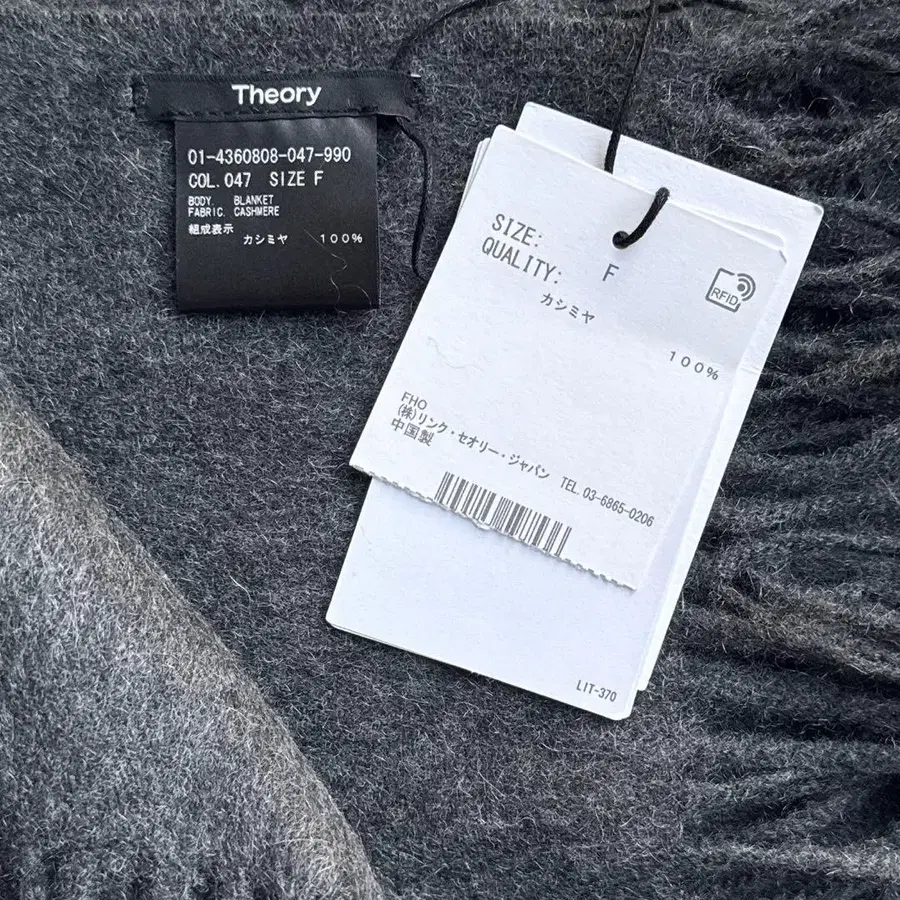 Theory
01-4360808-047-990
COL. 047 SIZE F
BODY. BLANKET
FABRIC. CASHMERE
組成表示
カシミヤ 100%
SIZE: F
QUALITY:
カシミヤ
100%
RFID
FHO
(株)リンク・セオリー・ジャパン TEL. 03-6865-0206
中国製
LIT-370